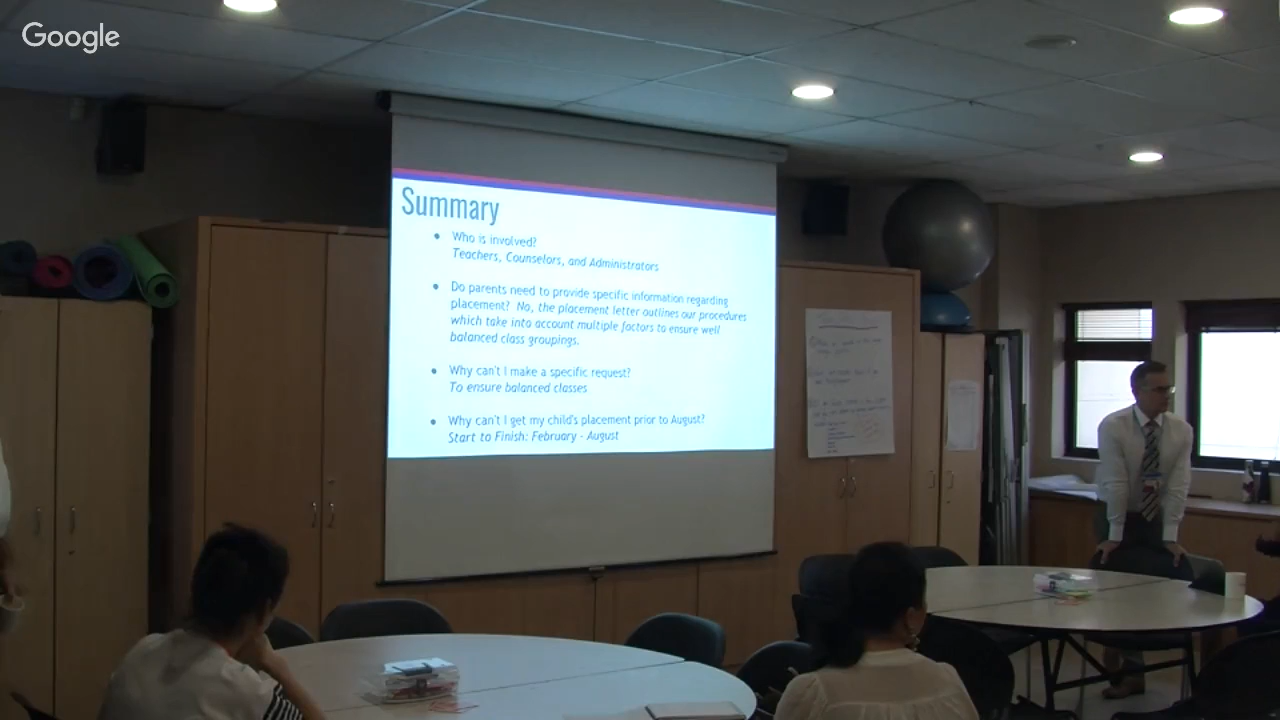 Google
Summary
Who is involved?
Teachers, Counselors, and Administrators
Do parents need to provide specific information regarding
placement? No, the placement letter outlines our procedures
which take into account multiple factors to ensure well
balanced class groupings.
Why can't I make a specific request?
To ensure balanced classes
Why can't I get my child's placement prior to August?
Start to Finish: February - August